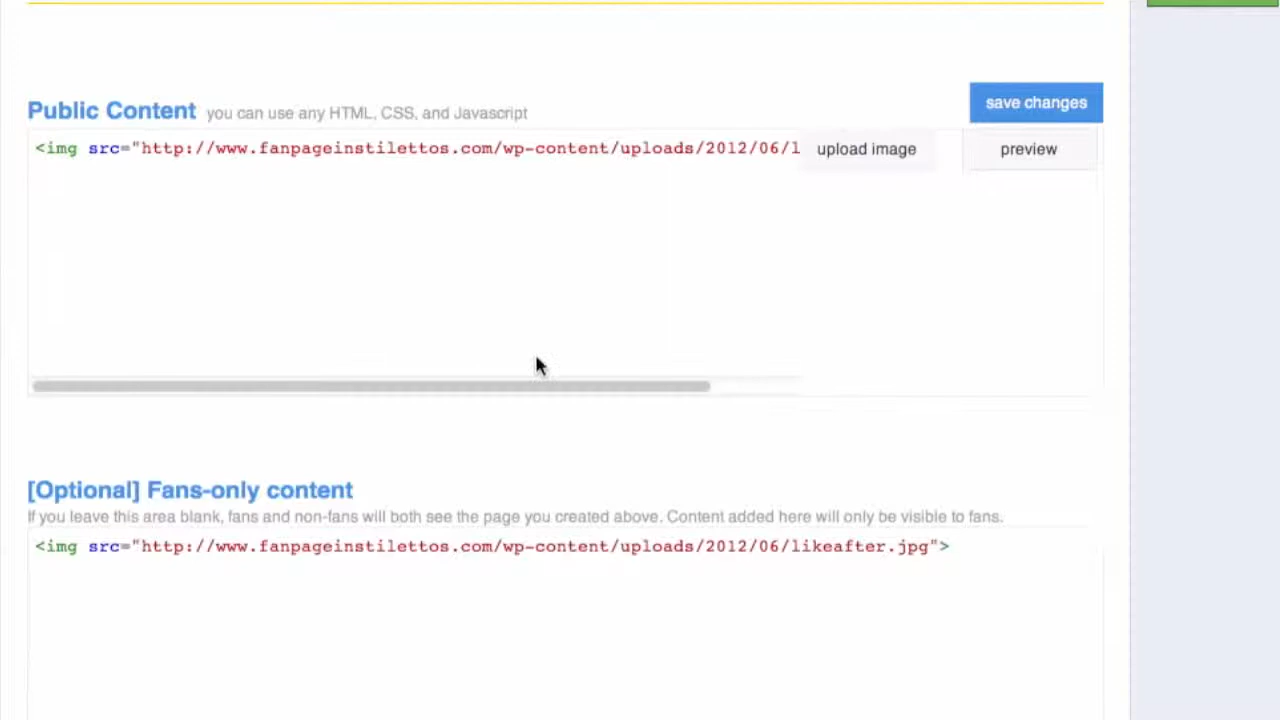 Public Content you can use any HTML, CSS, and Javascript
save changes
<img src="http://www.fanpageinstilettos.com/wp-content/uploads/2012/06/l
upload image
preview
[Optional] Fans-only content
If you leave this area blank, fans and non-fans will both see the page you created above. Content added here will only be visible to fans.
<img src="http://www.fanpageinstilettos.com/wp-content/uploads/2012/06/likeafter.jpg">